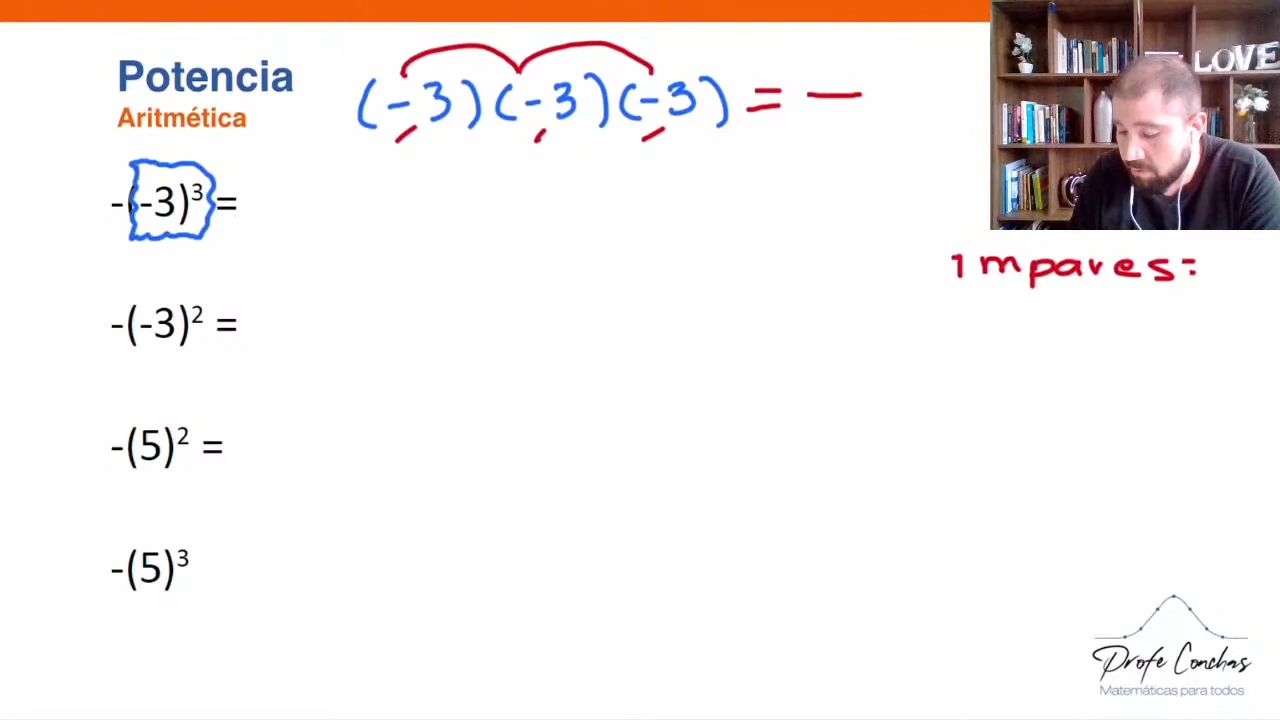 Potencia
Aritmética
(-3)(-3)(-3) = -
-(-3)³ =
-(-3)² =
-(5)² =
-(5)³
LOVE
Impares:
Profe Conchas
Matemáticas para todos